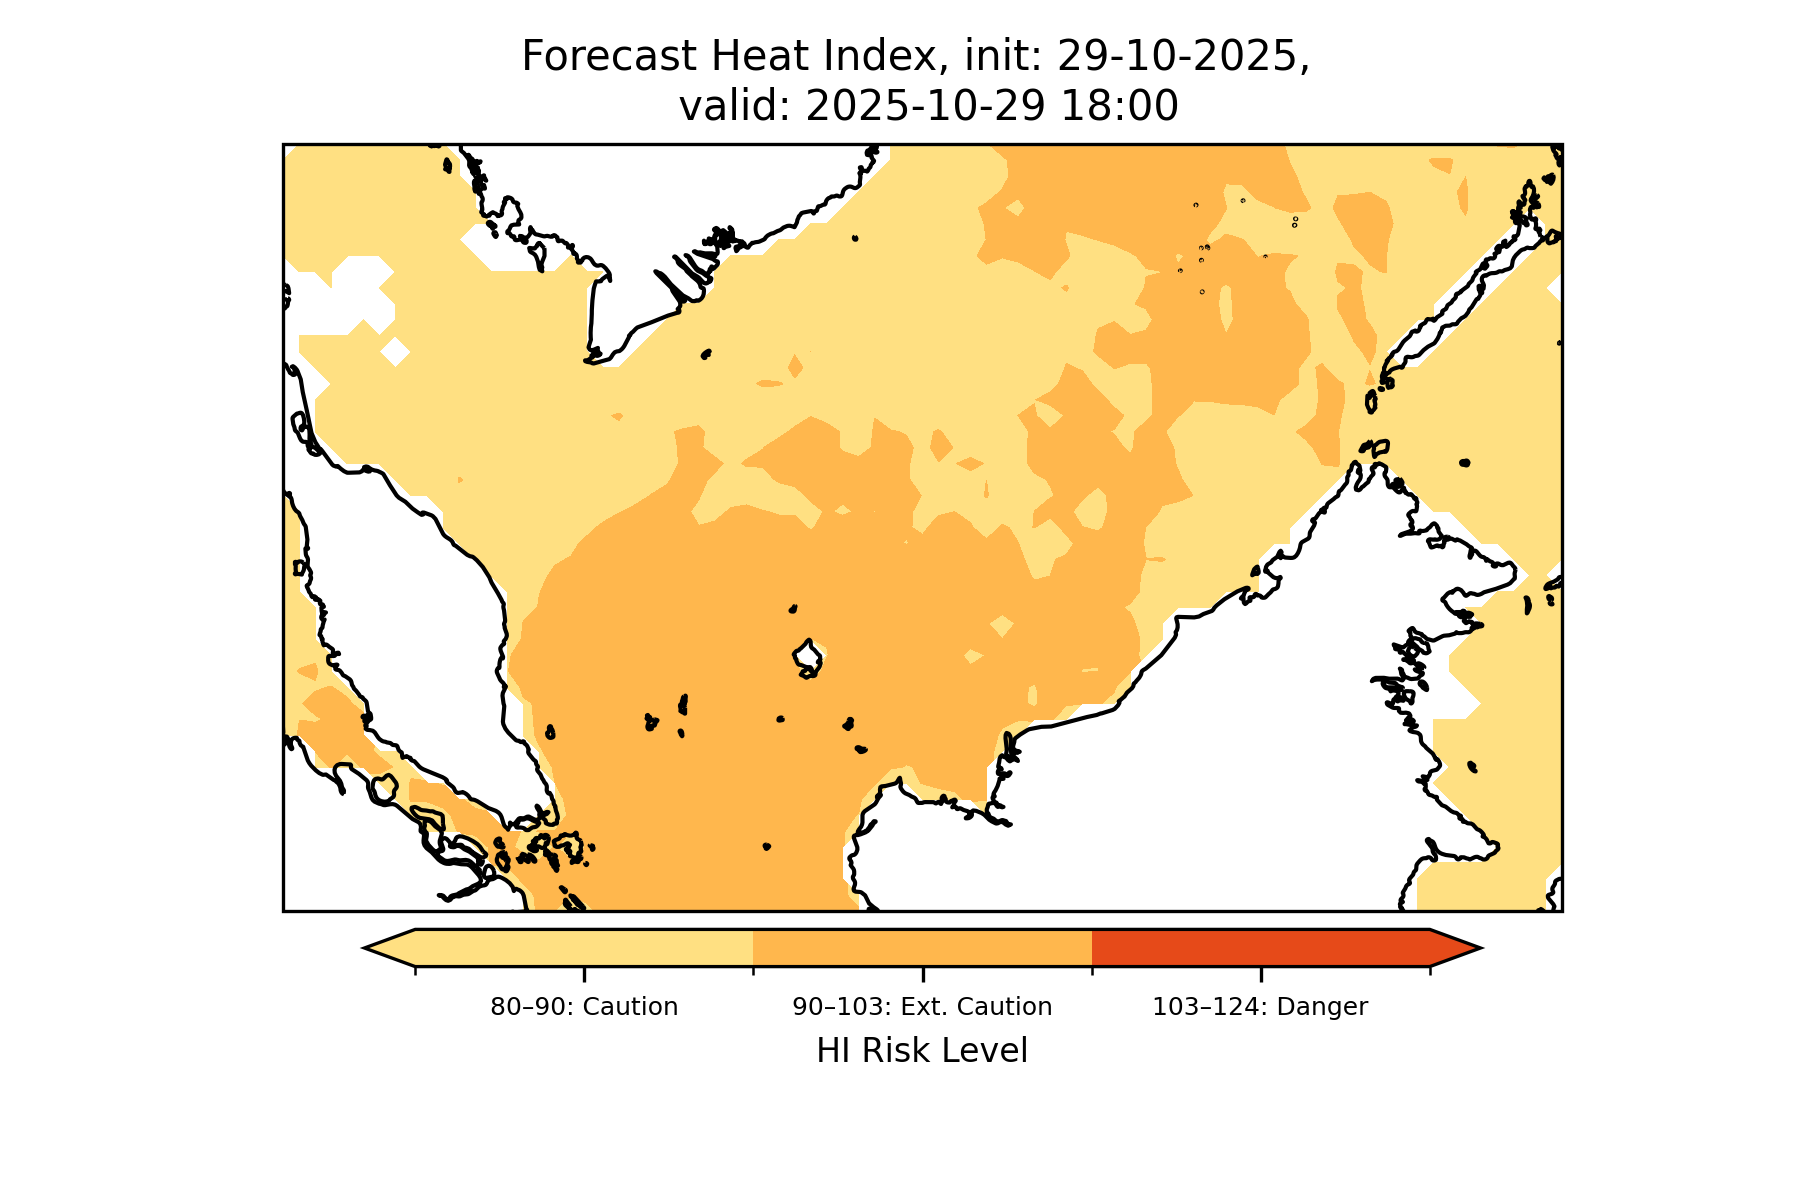 Forecast Heat Index, init: 29-10-2025,
valid: 2025-10-29 18:00
80–90: Caution
90–103: Ext. Caution
103–124: Danger
HI Risk Level